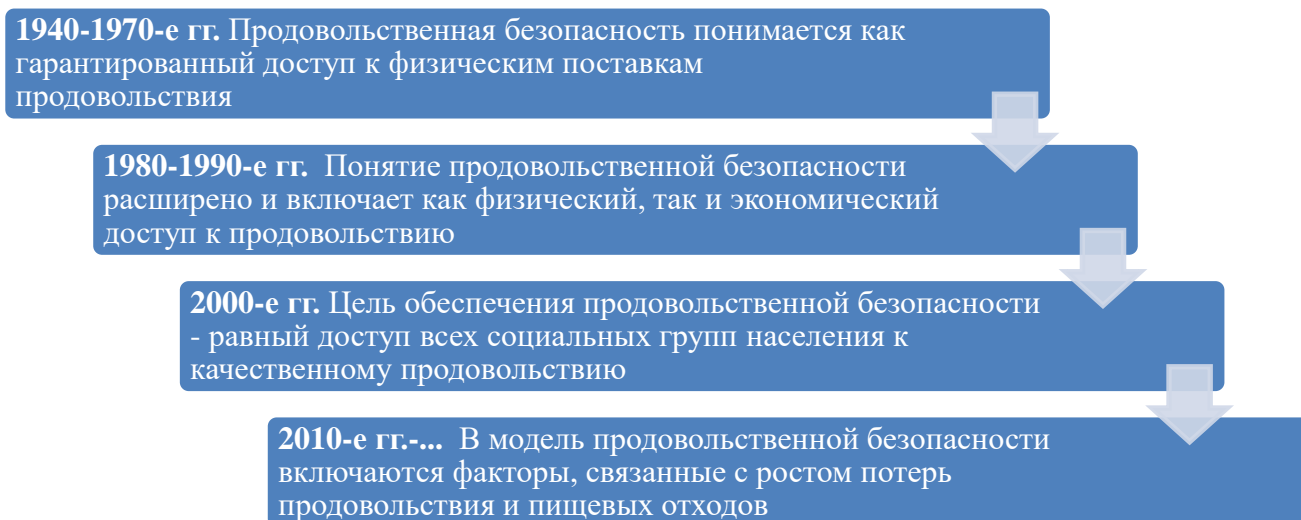 1940-1970-е гг. Продовольственная безопасность понимается как
гарантированный доступ к физическим поставкам
продовольствия
1980-1990-е гг.  Понятие продовольственной безопасности
расширено и включает как физический, так и экономический
доступ к продовольствию
2000-е гг. Цель обеспечения продовольственной безопасности
- равный доступ всех социальных групп населения к
качественному продовольствию
2010-е гг.-...  В модель продовольственной безопасности
включаются факторы, связанные с ростом потерь
продовольствия и пищевых отходов